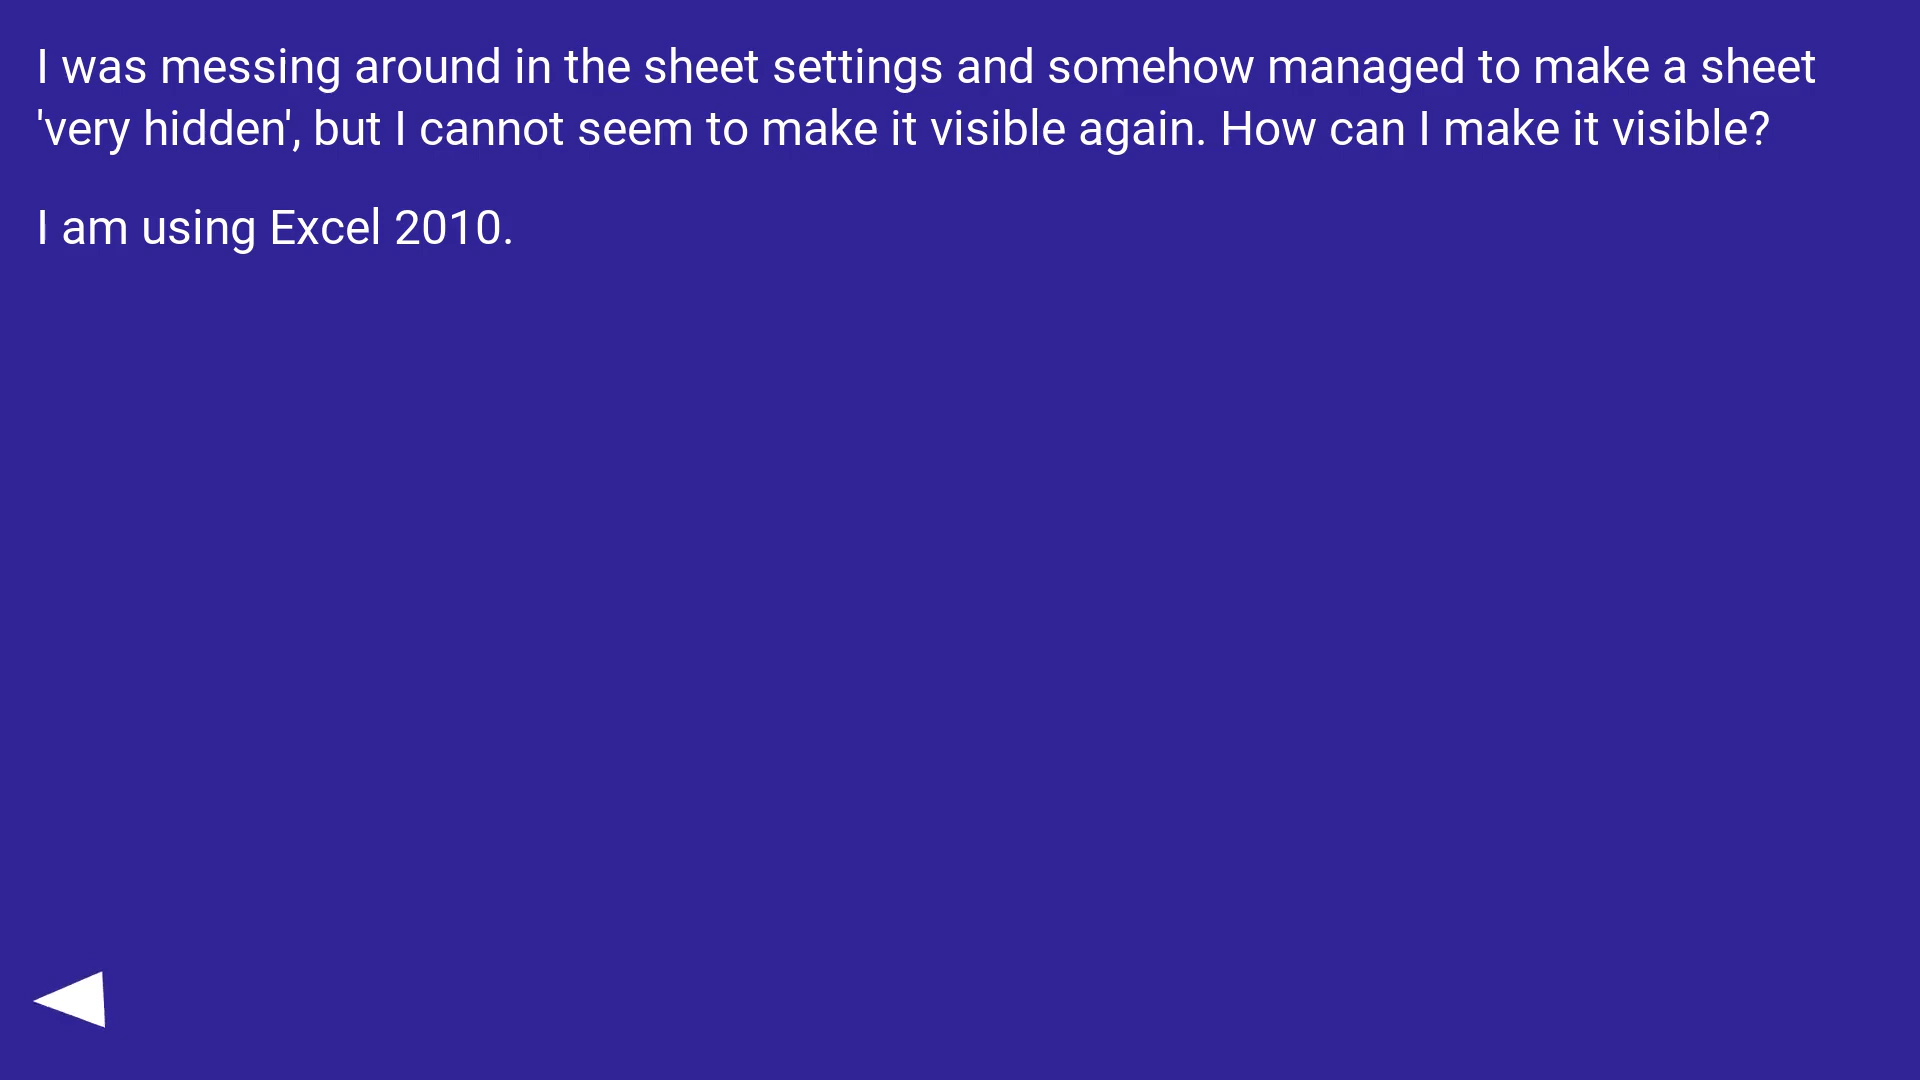 I was messing around in the sheet settings and somehow managed to make a sheet
'very hidden', but I cannot seem to make it visible again. How can I make it visible?
I am using Excel 2010.